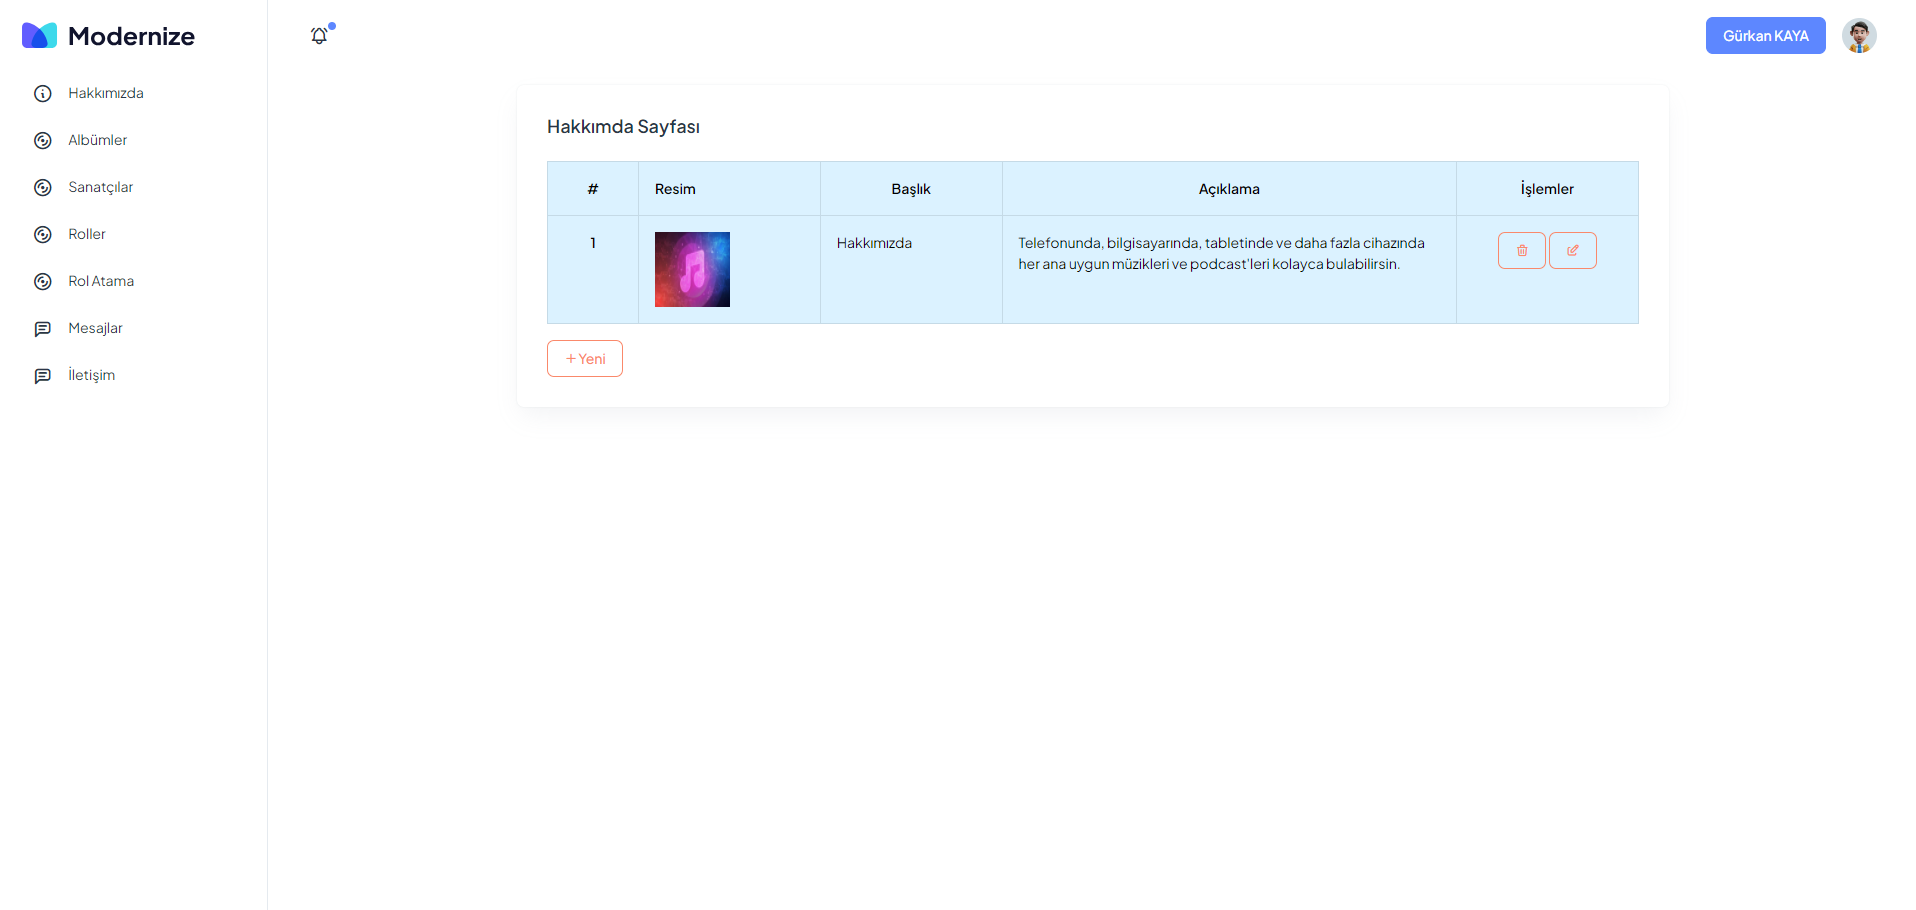 Modernize
Hakkımızda
Albümler
Sanatçılar
Roller
Rol Atama
Mesajlar
İletişim
Gürkan KAYA
Hakkımda Sayfası
# Resim Başlık Açıklama İşlemler
1 Hakkımızda Telefonunda, bilgisayarında, tabletinde ve daha fazla cihazında
her ana uygun müzikleri ve podcast'leri kolayca bulabilirsin.
+ Yeni